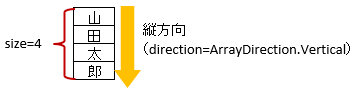 size=4
山
田
太
郎
縦方向
(direction=ArrayDirection.Vertical)